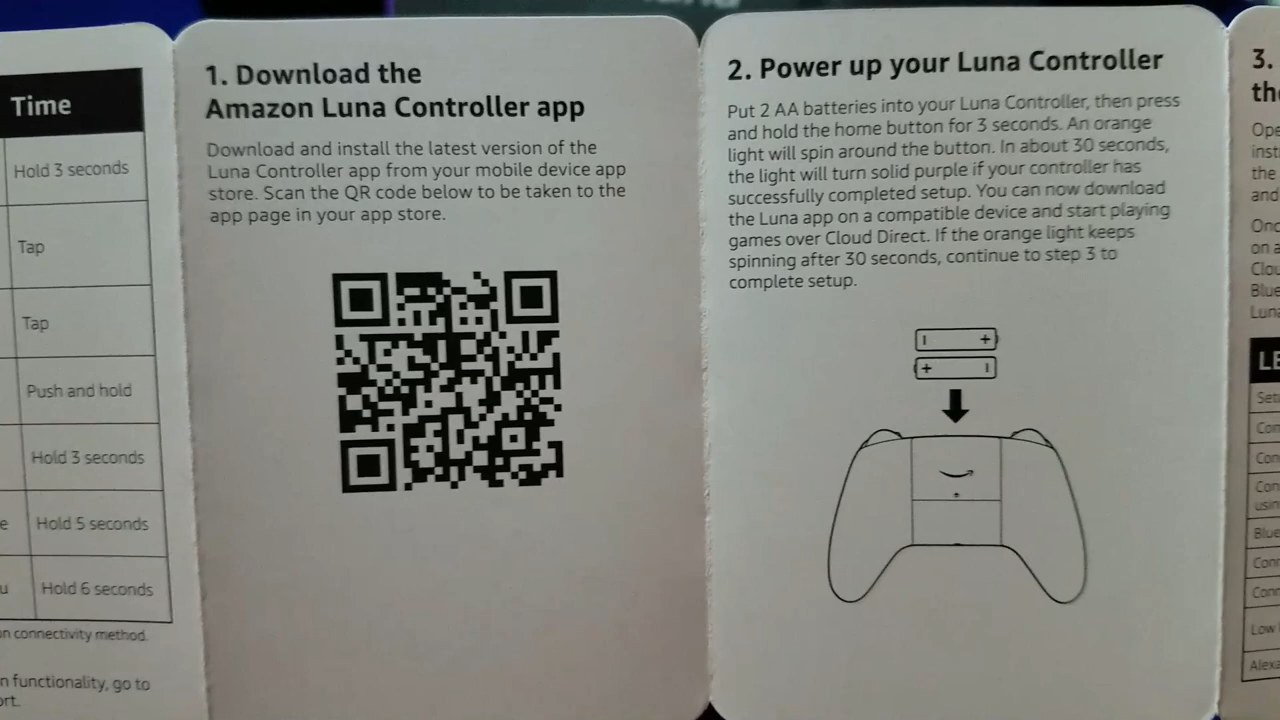 Time
Hold 3 seconds
Tap
Tap
Push and hold
Hold 3 seconds
Hold 5 seconds
Hold 6 seconds
connectivity method.
functionality, go to
1. Download the
Amazon Luna Controller app
Download and install the latest version of the
Luna Controller app from your mobile device app
store. Scan the QR code below to be taken to the
app page in your app store.
2. Power up your Luna Controller
Put 2 AA batteries into your Luna Controller, then press
and hold the home button for 3 seconds. An orange
light will spin around the button. In about 30 seconds,
the light will turn solid purple if your controller has
successfully completed setup. You can now download
the Luna app on a compatible device and start playing
games over Cloud Direct. If the orange light keeps
spinning after 30 seconds, continue to step 3 to
complete setup.
3.
the
and
on a
Low